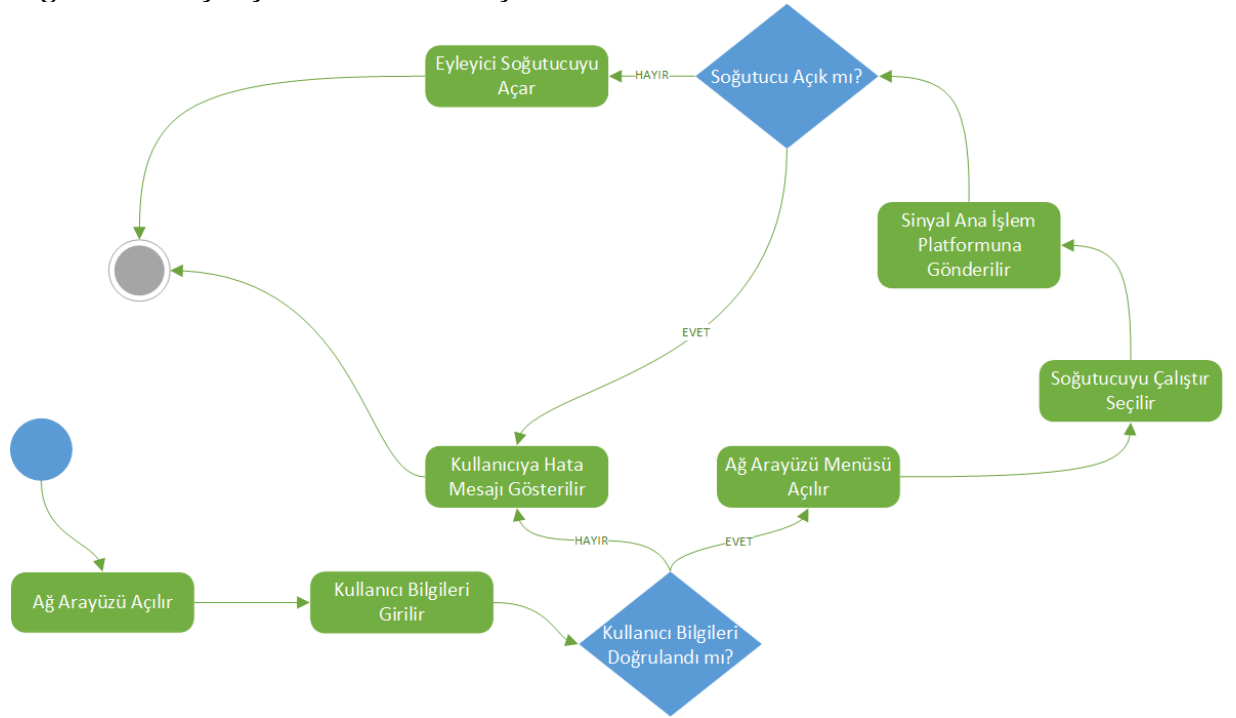 Eyleyici Soğutucuyu
Açar
HAYIR
Soğutucu Açık mı?
Sinyal Ana İşlem
Platformuna
Gönderilir
EVET
Soğutucuyu Çalıştır
Seçilir
Kullanıcıya Hata
Mesajı Gösterilir
Ağ Arayüzü Menüsü
Açılır
HAYIR
EVET
Ağ Arayüzü Açılır
Kullanıcı Bilgileri
Girilir
Kullanıcı Bilgileri
Doğrulandı mı?